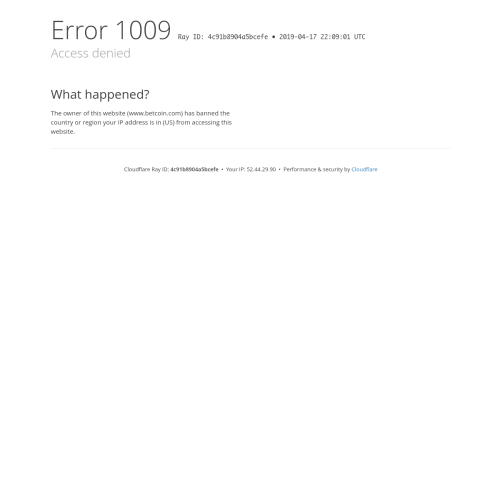 Error 1009 Ray ID: 4c91b8904a5bcefe • 2019-04-17 22:09:01 UTC
Access denied
What happened?
The owner of this website (www.betcoin.com) has banned the
country or region your IP address is in (US) from accessing this
website.
Cloudflare Ray ID: 4c91b8904a5bcefe • Your IP: 52.44.29.90 • Performance & security by Cloudflare